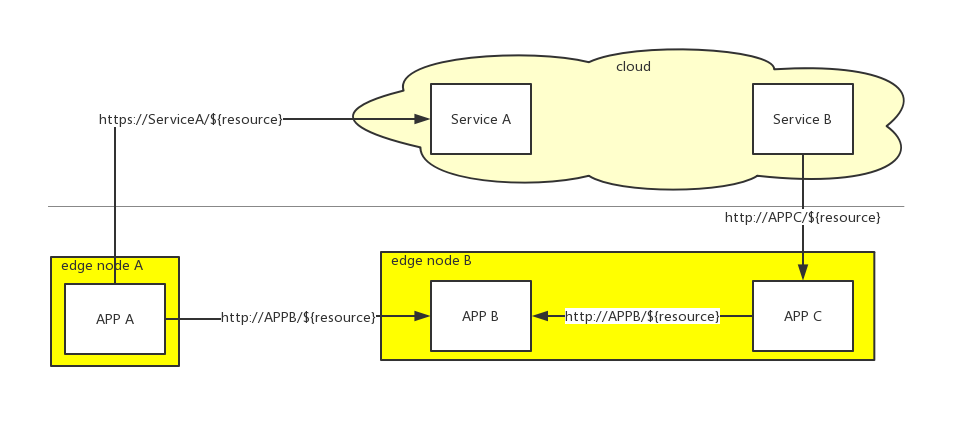 cloud
https://ServiceA/${resource}
Service A
Service B
http://APPC/${resource}
edge node A
edge node B
APP A
http://APPB/${resource}
APP B
http://APPB/${resource}
APP C